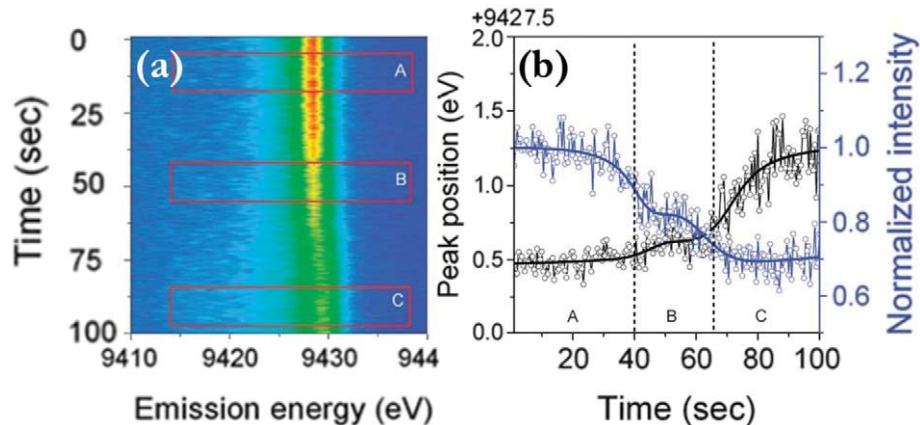 (a)
A
B
C
0
25
50
75
100
Time (sec)
9410
9420
9430
944
Emission energy (eV)
+9427.5
(b)
2.0
1.5
1.0
0.5
0.0
Peak position (eV)
A
B
C
20
40
60
80
100
Time (sec)
1.2
1.0
0.8
0.6
Normalized intensity